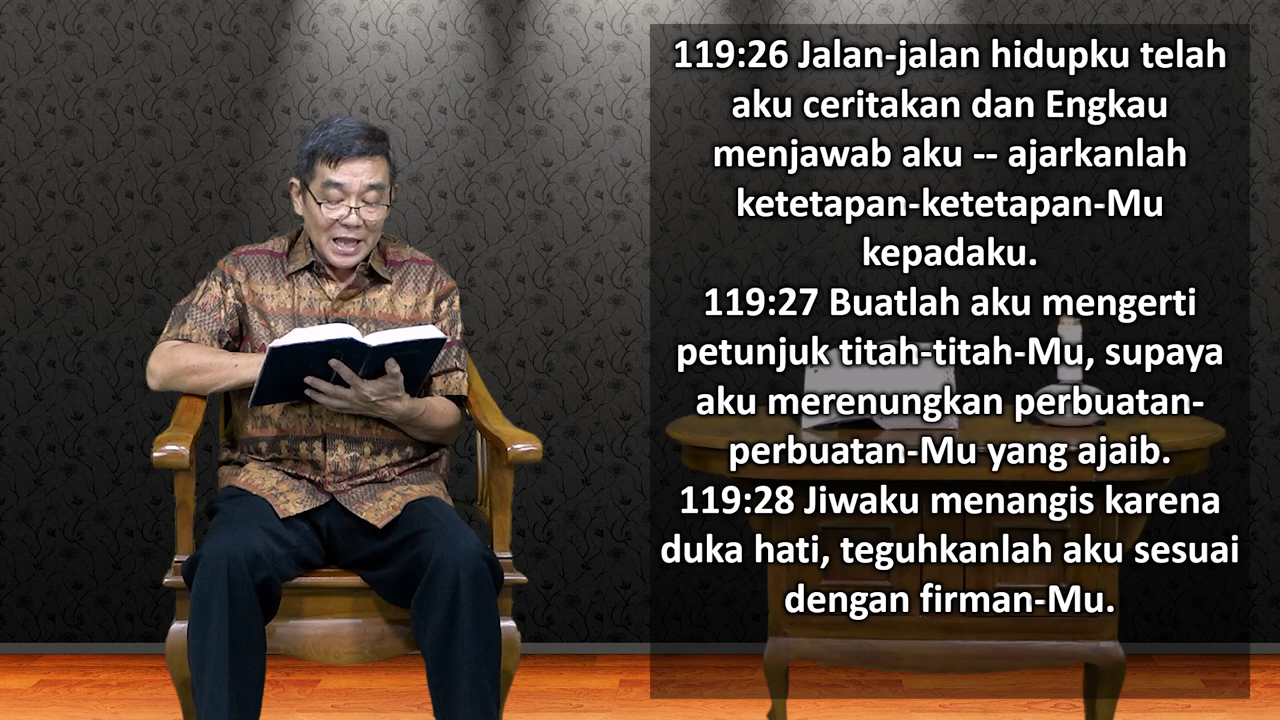 119:26 Jalan-jalan hidupku telah
aku ceritakan dan Engkau
menjawab aku -- ajarkanlah
ketetapan-ketetapan-Mu
kepadaku.
119:27 Buatlah aku mengerti
petunjuk titah-titah-Mu, supaya
aku merenungkan perbuatan-
perbuatan-Mu yang ajaib.
119:28 Jiwaku menangis karena
duka hati, teguhkanlah aku sesuai
dengan firman-Mu.